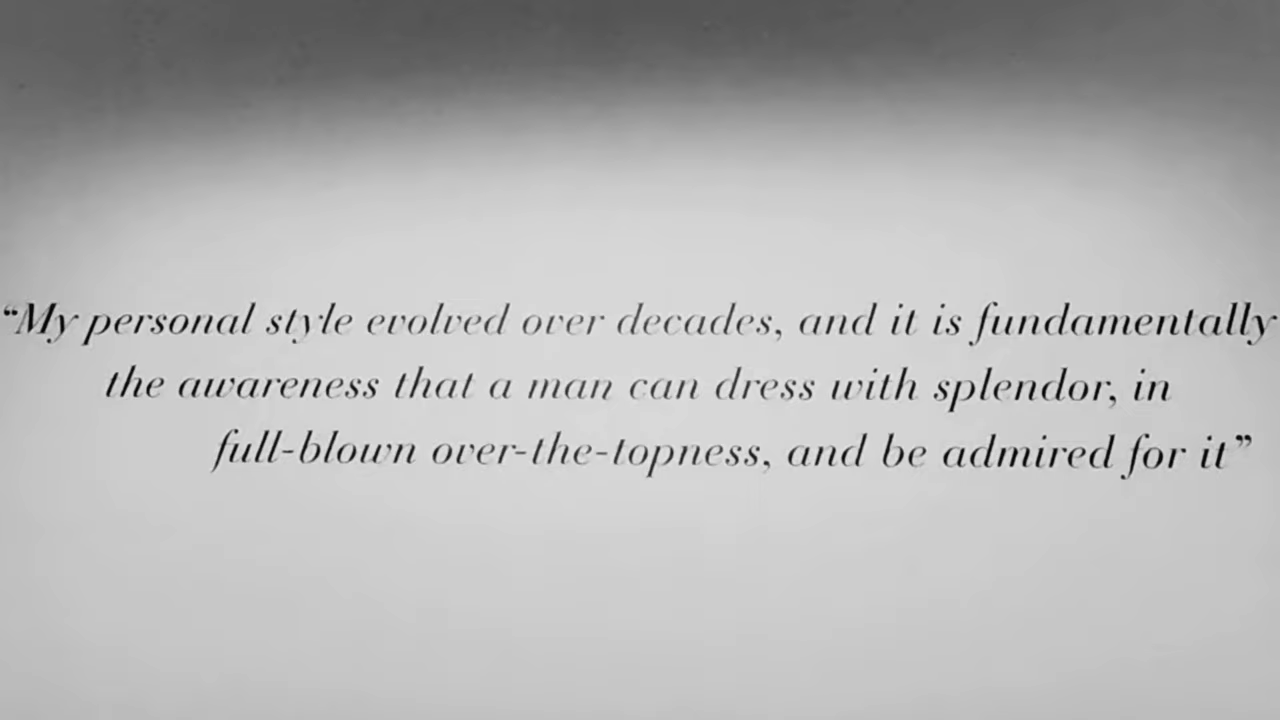 “My personal style evolved over decades, and it is fundamentally
the awareness that a man can dress with splendor, in
full-blown over-the-topness, and be admired for it”